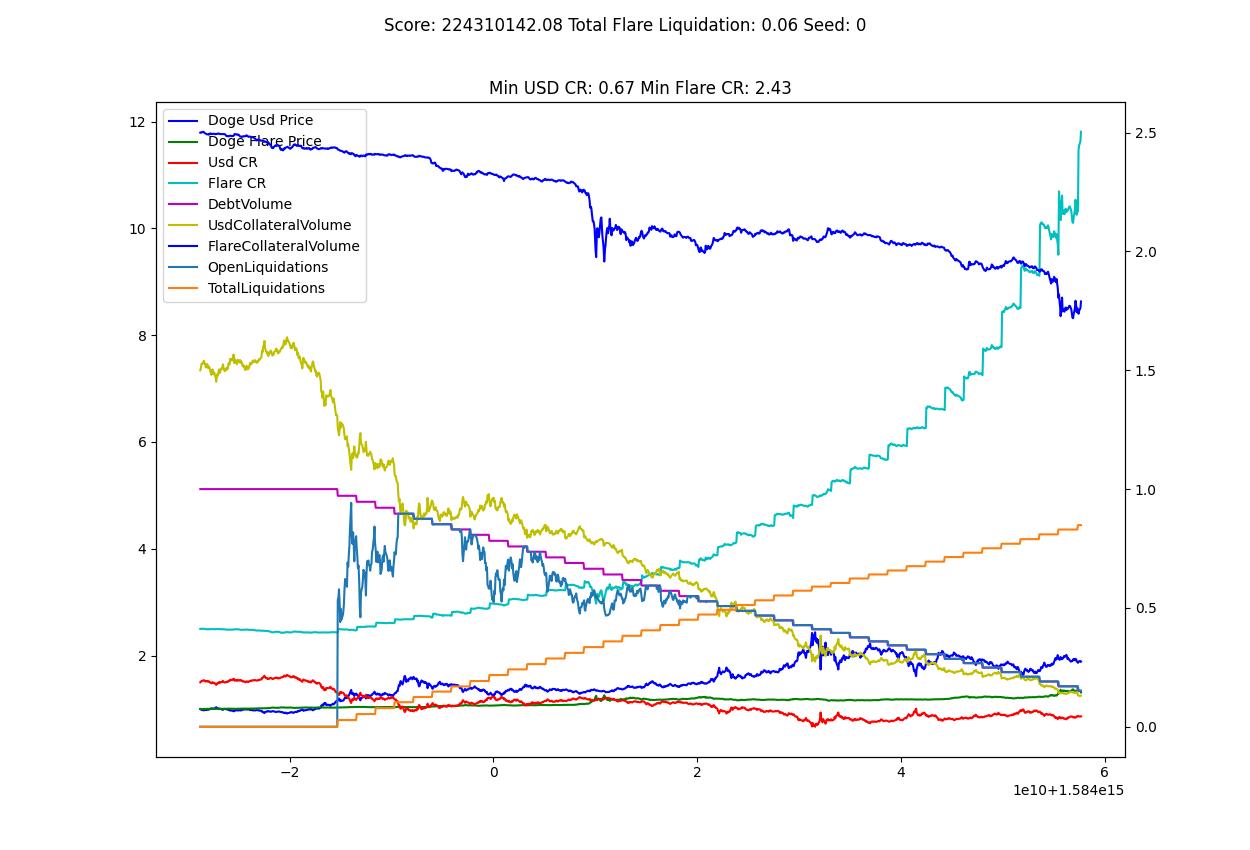 Score: 224310142.08 Total Flare Liquidation: 0.06 Seed: 0
Min USD CR: 0.67 Min Flare CR: 2.43
Doge Usd Price
Doge Flare Price
Usd CR
Flare CR
DebtVolume
UsdCollateralVolume
FlareCollateralVolume
OpenLiquidations
TotalLiquidations
12
10
8
6
4
2
2.5
2.0
1.5
1.0
0.5
0.0
−2
0
2
4
6
1e10+1.584e15